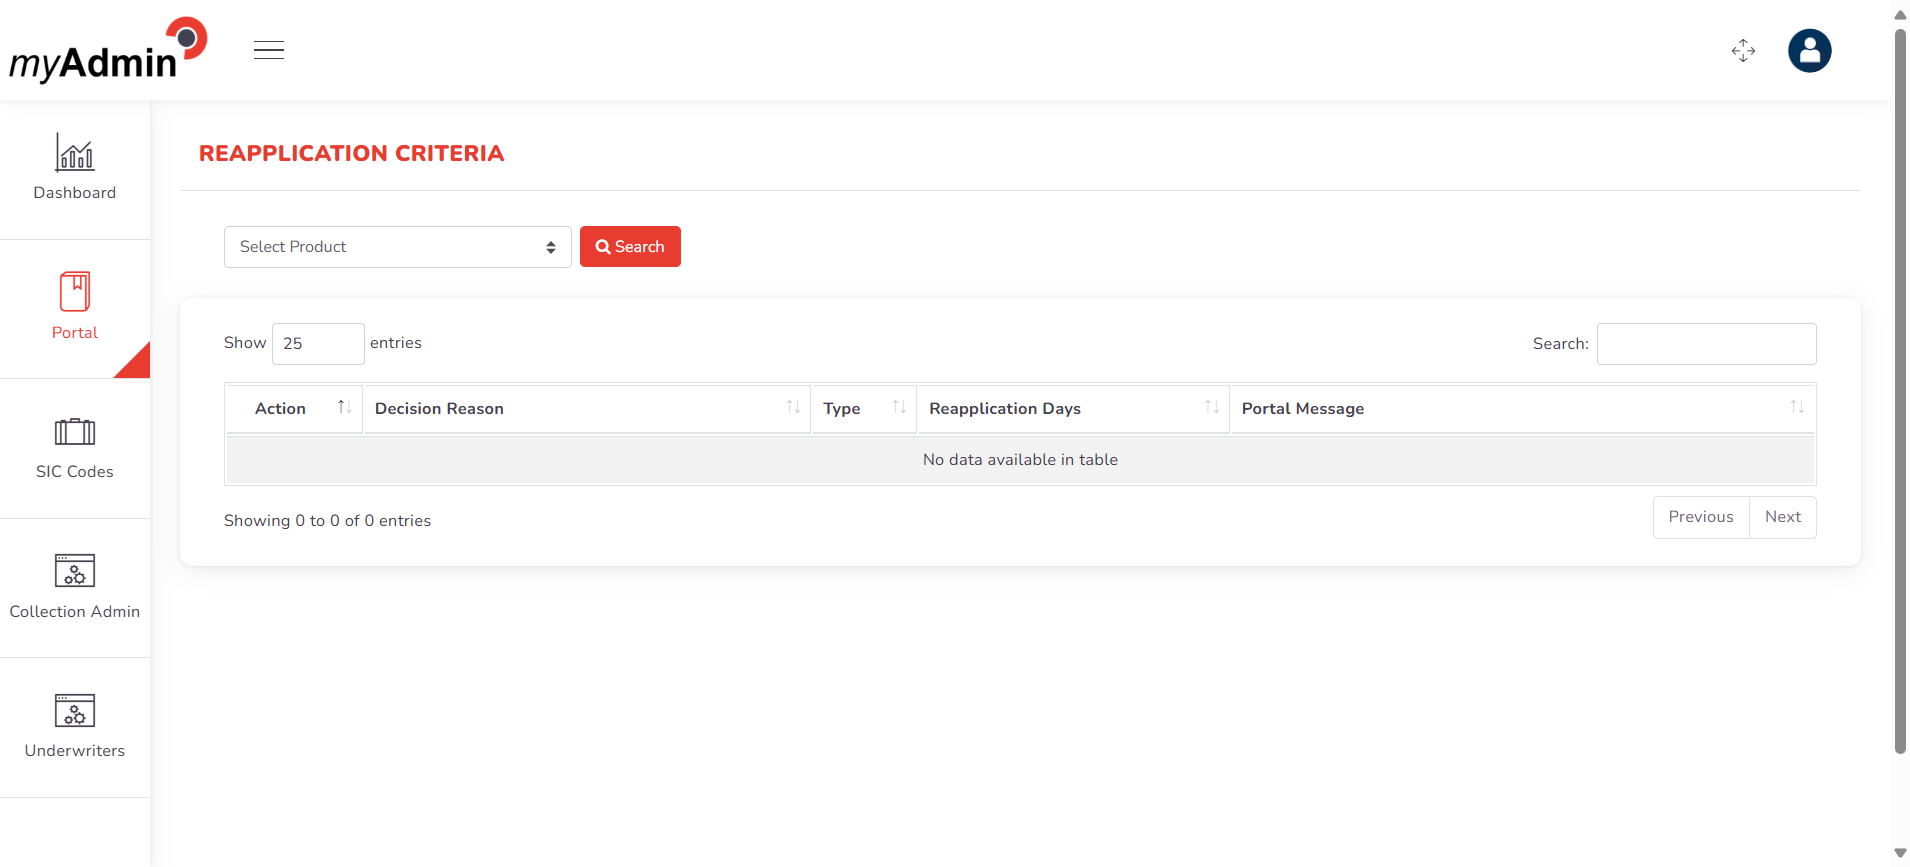 myAdmin
Dashboard
Portal
SIC Codes
Collection Admin
Underwriters
REAPPLICATION CRITERIA
Select Product
Search
Show 25 entries
Search:
Action Decision Reason Type Reapplication Days Portal Message
No data available in table
Showing 0 to 0 of 0 entries
Previous Next